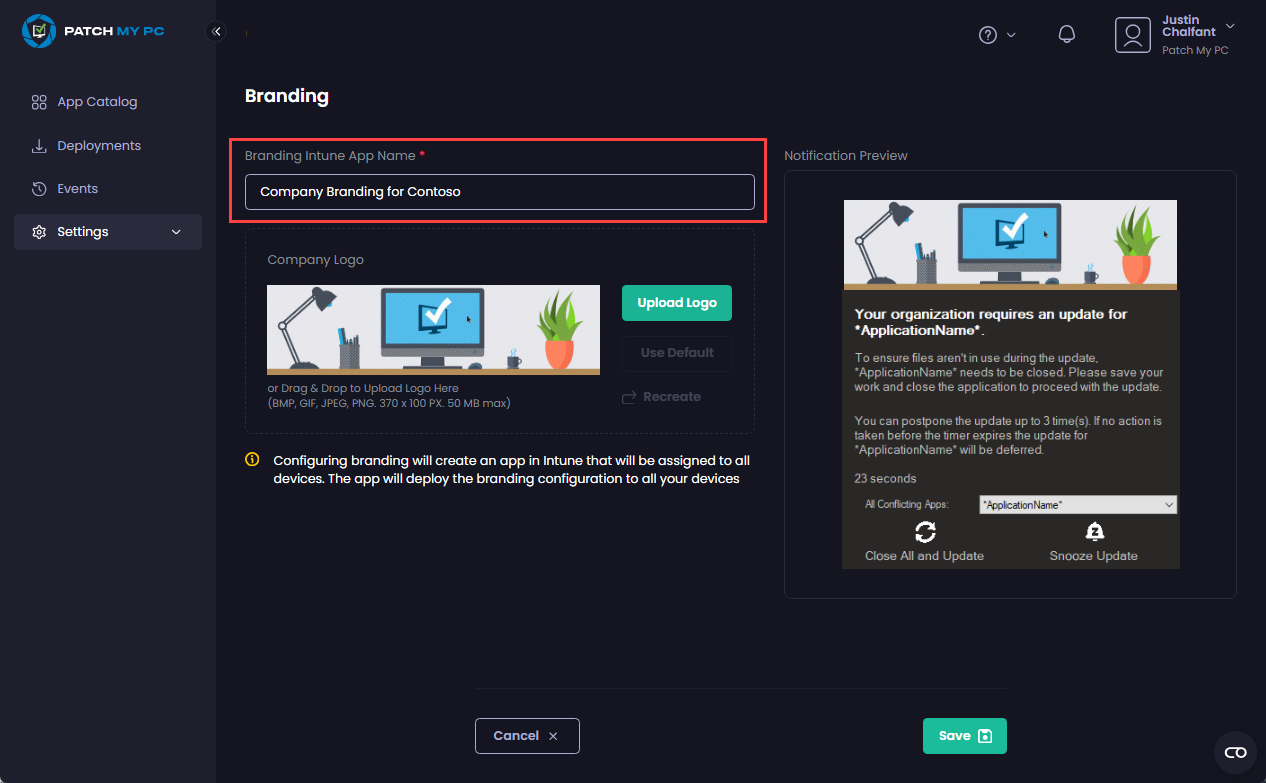 PATCH MY PC
Justin
Chalfant
Patch My PC
App Catalog
Deployments
Events
Settings
Branding
Branding Intune App Name *
Company Branding for Contoso
Company Logo
Upload Logo
Use Default
Recreate
or Drag & Drop to Upload Logo Here
(BMP, GIF, JPEG, PNG. 370 x 100 PX. 50 MB max)
Configuring branding will create an app in Intune that will be assigned to all
devices. The app will deploy the branding configuration to all your devices
Notification Preview
Your organization requires an update for
*ApplicationName*.
To ensure files aren't in use during the update,
*ApplicationName* needs to be closed. Please save your
work and close the application to proceed with the update.
You can postpone the update up to 3 time(s). If no action is
taken before the timer expires the update for
*ApplicationName* will be deferred.
23 seconds
All Conflicting Apps:
*ApplicationName*
Close All and Update
Snooze Update
Cancel
Save